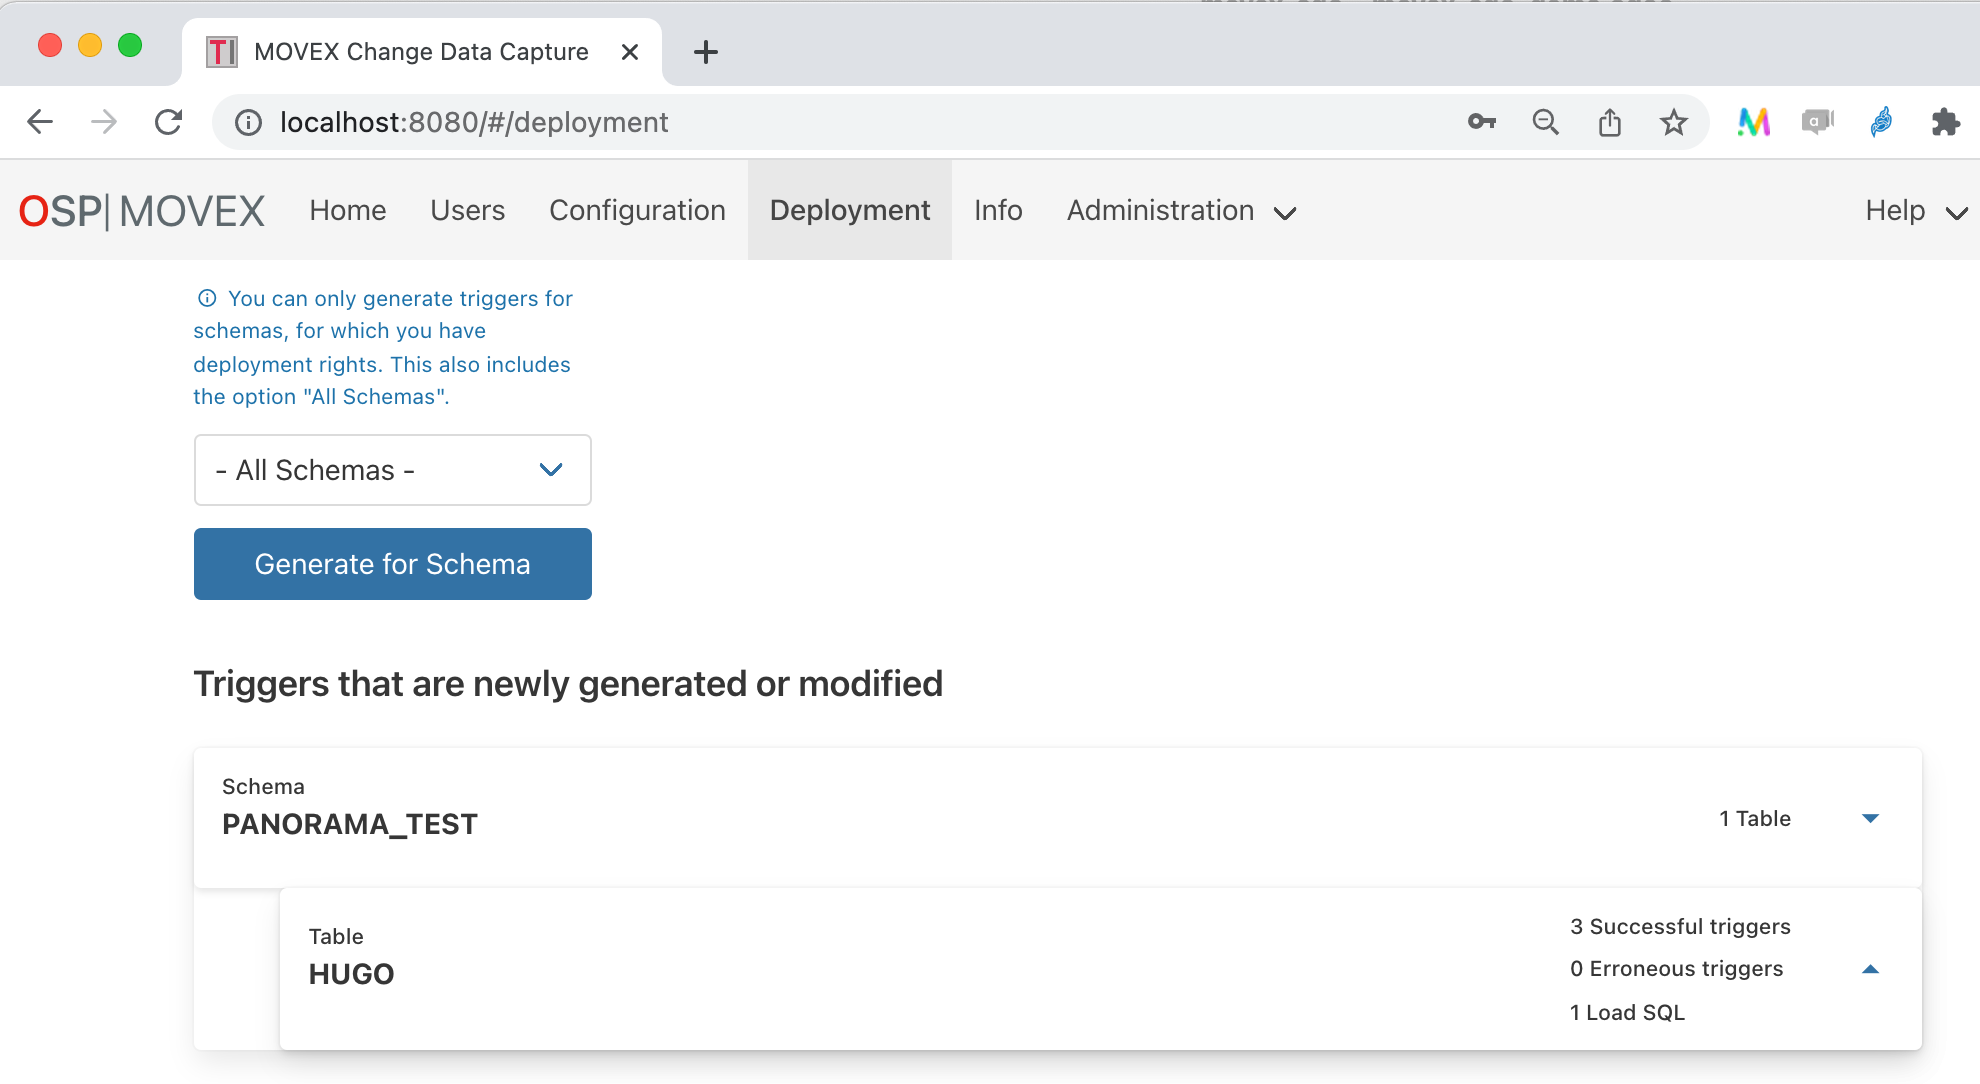 MOVEX Change Data Capture
localhost:8080/#/deployment
OSP| MOVEX Home Users Configuration Deployment Info Administration Help
You can only generate triggers for
schemas, for which you have
deployment rights. This also includes
the option "All Schemas".
- All Schemas -
Generate for Schema
Triggers that are newly generated or modified
Schema
PANORAMA_TEST
1 Table
Table
HUGO
3 Successful triggers
0 Erroneous triggers
1 Load SQL